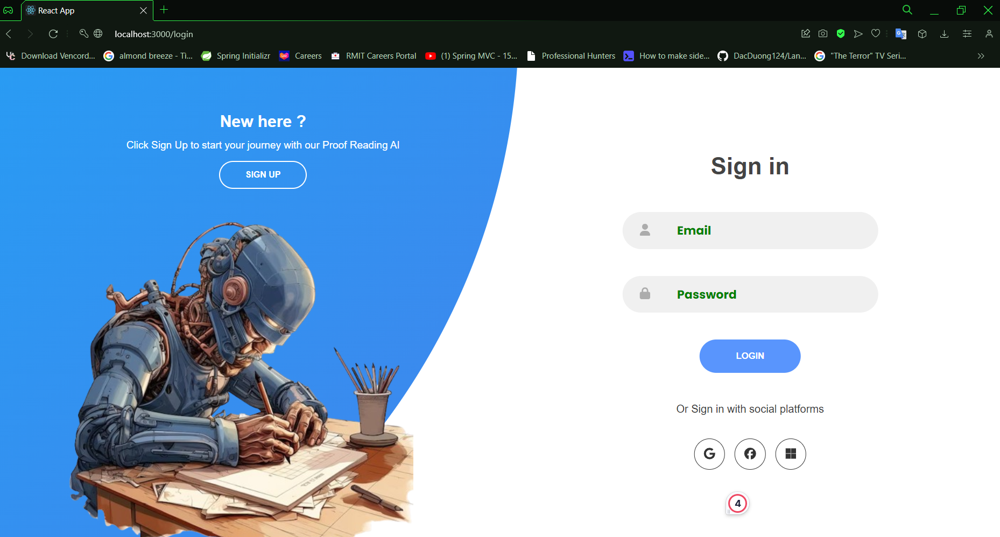 React App
localhost:3000/login
Download Vencord... almond breeze - Ti... Spring Initializr Careers RMIT Careers Portal (1) Spring MVC - 15... Professional Hunters How to make side... DacDuong124/Lan... "The Terror" TV Seri...
New here ?
Click Sign Up to start your journey with our Proof Reading AI
SIGN UP
Sign in
Email
Password
LOGIN
Or Sign in with social platforms
4